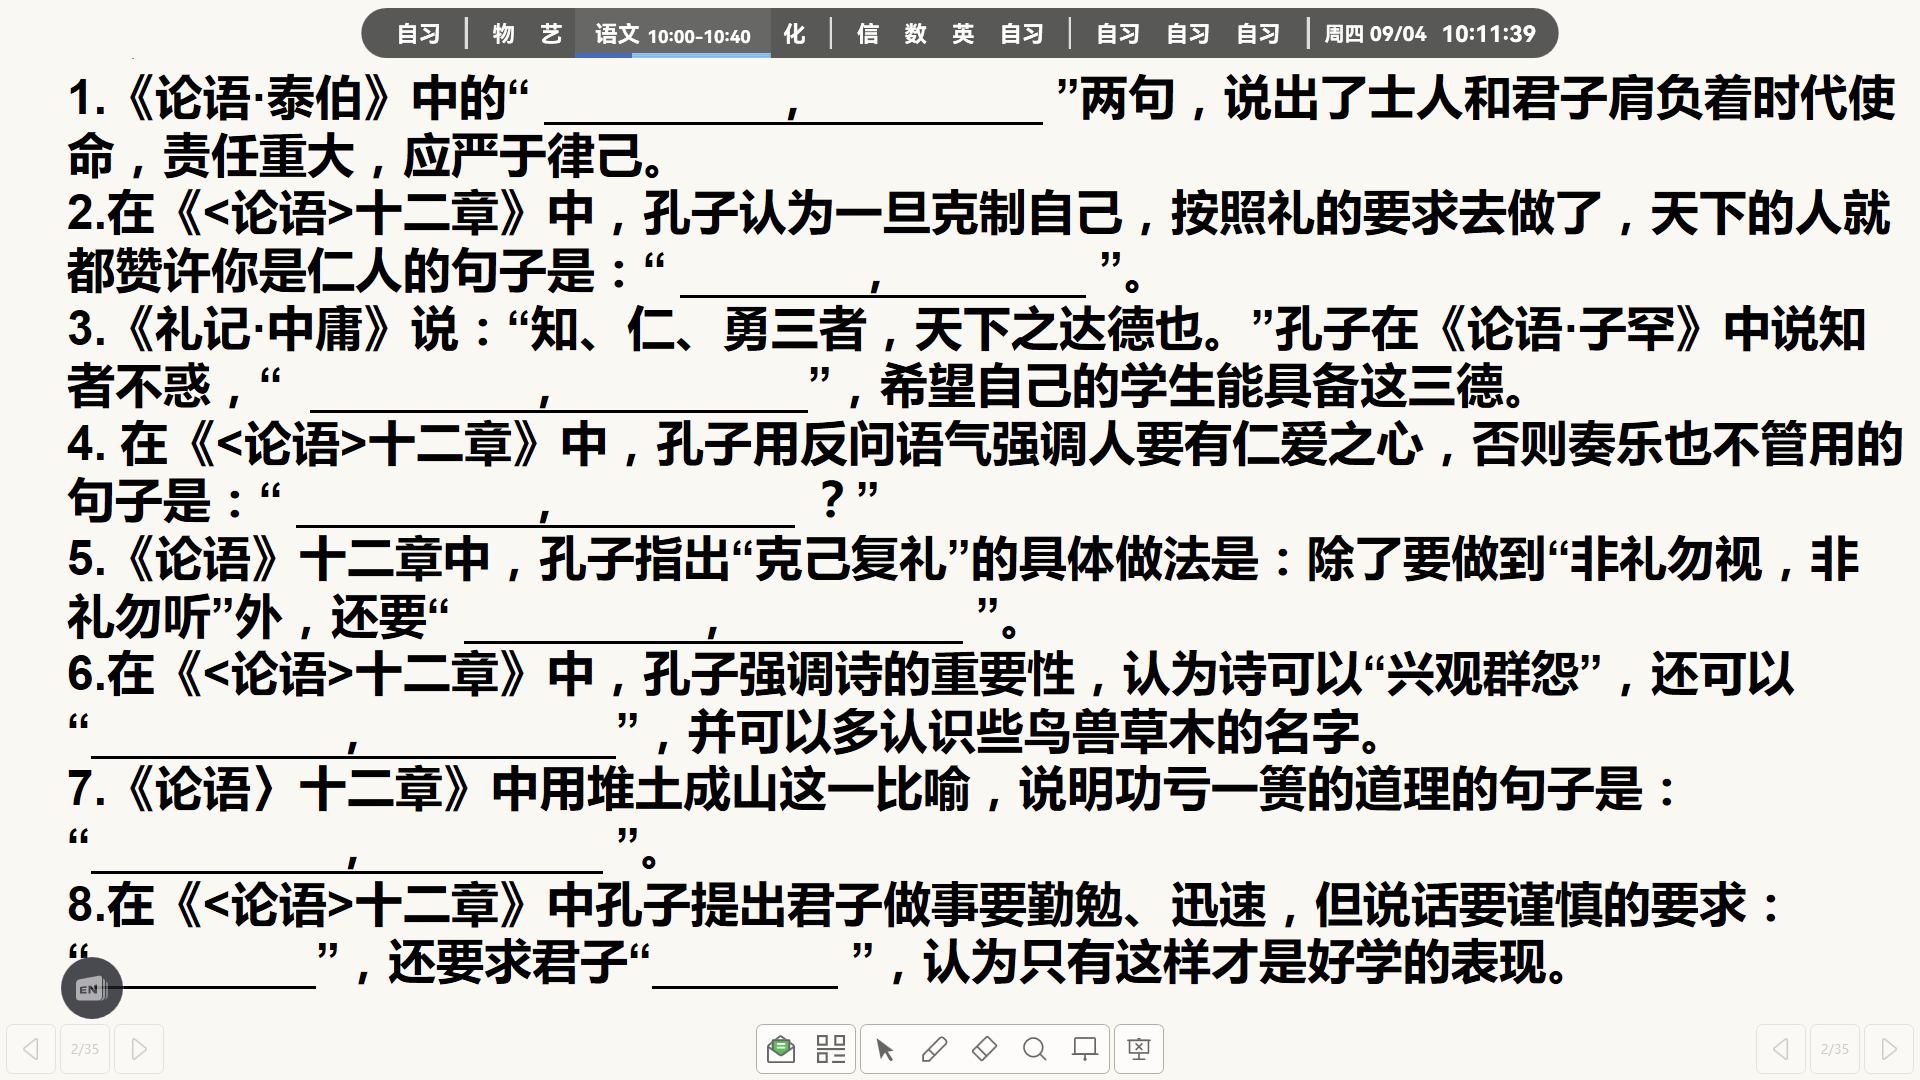 自习 | 物 艺 语文 10:00-10:40 化 | 信 数 英 自习 | 自习 自习 自习 | 周四 09/04 10:11:39
1.《论语·泰伯》中的“__________,__________”两句，说出了士人和君子肩负着时代使
命，责任重大，应严于律己。
2.在《<论语>十二章》中，孔子认为一旦克制自己，按照礼的要求去做了，天下的人就
都赞许你是仁人的句子是：“________,________”。
3.《礼记·中庸》说：“知、仁、勇三者，天下之达德也。”孔子在《论语·子罕》中说知
者不惑，“__________,__________”，希望自己的学生能具备这三德。
4. 在《<论语>十二章》中，孔子用反问语气强调人要有仁爱之心，否则奏乐也不管用的
句子是：“__________,__________？”
5.《论语》十二章中，孔子指出“克己复礼”的具体做法是：除了要做到“非礼勿视，非
礼勿听”外，还要“__________,__________”。
6.在《<论语>十二章》中，孔子强调诗的重要性，认为诗可以“兴观群怨”，还可以
“__________,__________”，并可以多认识些鸟兽草木的名字。
7.《论语〉十二章》中用堆土成山这一比喻，说明功亏一篑的道理的句子是：
“__________,__________”。
8.在《<论语>十二章》中孔子提出君子做事要勤勉、迅速，但说话要谨慎的要求：
“________”，还要求君子“_______”，认为只有这样才是好学的表现。
EN
2/35 2/35